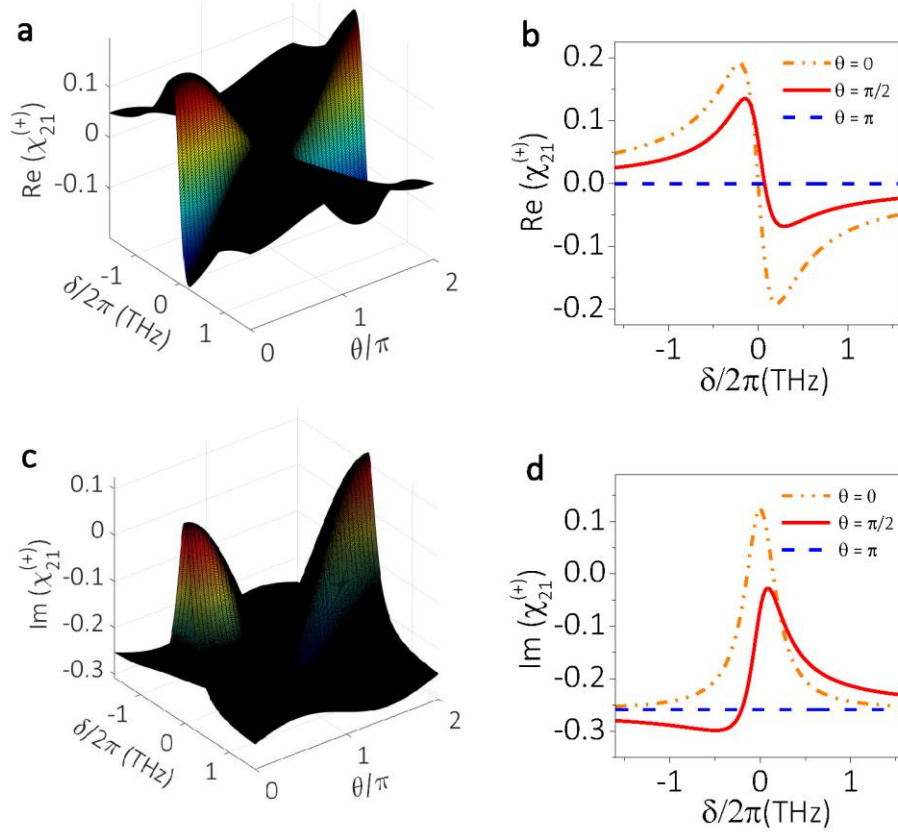 a
Re (χ₂₁⁽⁺⁾)
0.1
0
-0.1
-1
0
1
δ/2π (THz)
0
1
2
θ/π
b
Re (χ₂₁⁽⁺⁾)
0.2
0.1
0.0
-0.1
-0.2
θ = 0
θ = π/2
θ = π
-1
0
1
δ/2π(THz)
c
Im (χ₂₁⁽⁺⁾)
0.1
0
-0.1
-0.2
-0.3
-1
0
1
δ/2π (THz)
0
1
2
θ/π
d
Im (χ₂₁⁽⁺⁾)
0.1
0.0
-0.1
-0.2
-0.3
θ = 0
θ = π/2
θ = π
-1
0
1
δ/2π(THz)